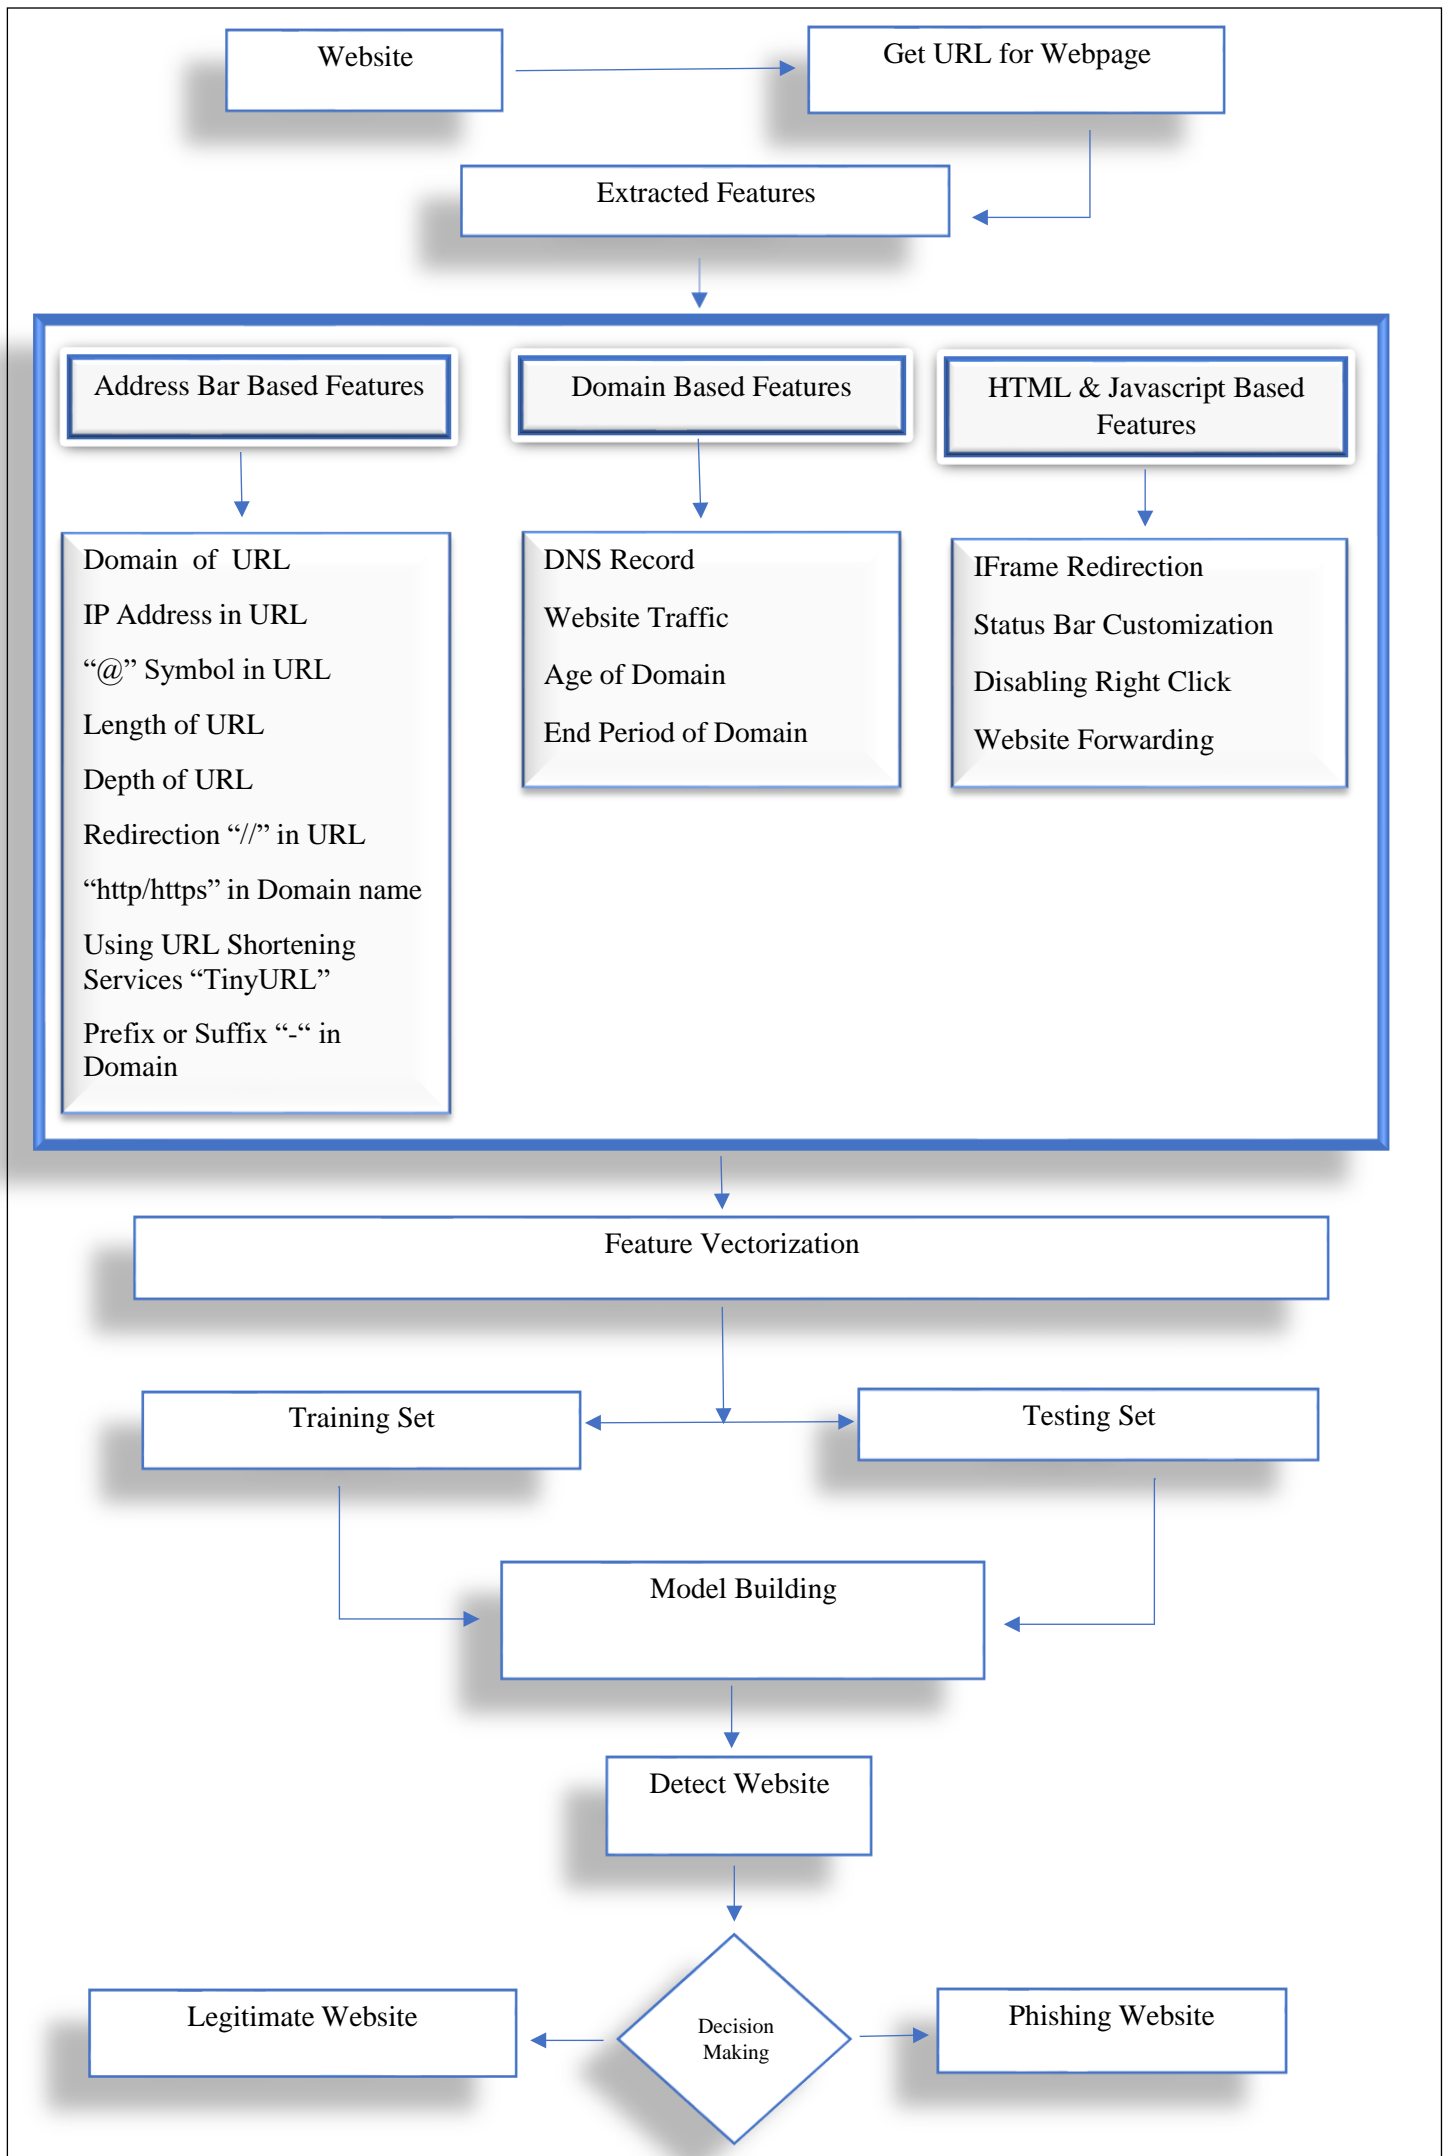 Website
Get URL for Webpage
Extracted Features
Address Bar Based Features
Domain of URL
IP Address in URL
“@” Symbol in URL
Length of URL
Depth of URL
Redirection “//” in URL
“http/https” in Domain name
Using URL Shortening
Services “TinyURL”
Prefix or Suffix “-“ in
Domain
Domain Based Features
DNS Record
Website Traffic
Age of Domain
End Period of Domain
HTML & Javascript Based
Features
IFrame Redirection
Status Bar Customization
Disabling Right Click
Website Forwarding
Feature Vectorization
Training Set
Testing Set
Model Building
Detect Website
Decision
Making
Legitimate Website
Phishing Website